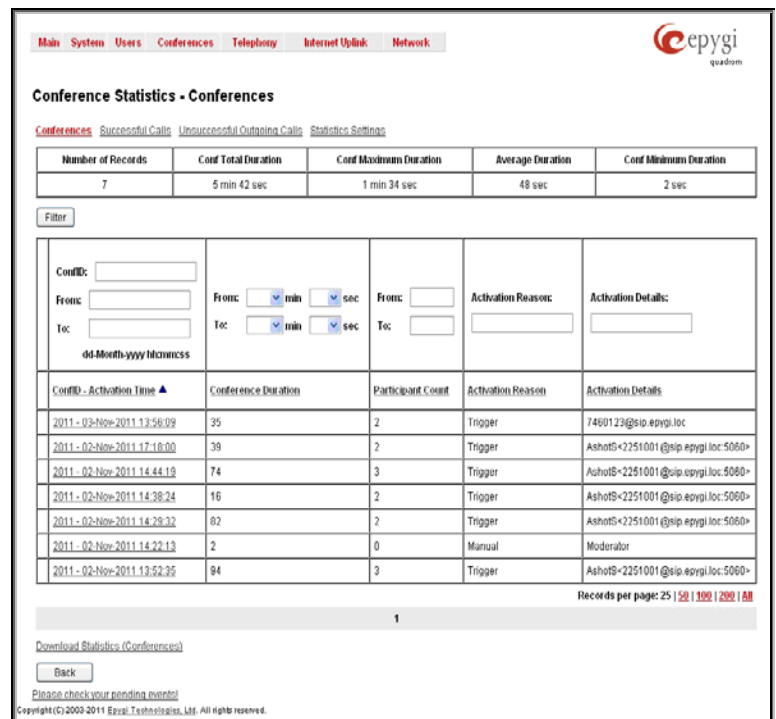 Main System Users Conferences Telephony Internet Uplink Network
epygi
quadrom
Conference Statistics - Conferences
Conferences Successful Calls Unsuccessful Outgoing Calls Statistics Settings
Number of Records Conf Total Duration Conf Maximum Duration Average Duration Conf Minimum Duration
7 5 min 42 sec 1 min 34 sec 48 sec 2 sec
Filter
ConfID:
From: From: min sec From: Activation Reason: Activation Details:
To: To: min sec To:
dd-Month-yyyy hh:mm:ss
ConfID - Activation Time ▲ Conference Duration Participant Count Activation Reason Activation Details
2011 - 03-Nov-2011 13:56:09 35 2 Trigger 7460123@sip.epygi.loc
2011 - 02-Nov-2011 17:18:00 39 2 Trigger AshotS<2251001@sip.epygi.loc:5060>
2011 - 02-Nov-2011 14:44:19 74 3 Trigger AshotS<2251001@sip.epygi.loc:5060>
2011 - 02-Nov-2011 14:38:24 16 2 Trigger AshotS<2251001@sip.epygi.loc:5060>
2011 - 02-Nov-2011 14:29:32 82 2 Trigger AshotS<2251001@sip.epygi.loc:5060>
2011 - 02-Nov-2011 14:22:13 2 0 Manual Moderator
2011 - 02-Nov-2011 13:52:35 94 3 Trigger AshotS<2251001@sip.epygi.loc:5060>
Records per page: 25 | 50 | 100 | 200 | All
1
Download Statistics (Conferences)
Back
Please check your pending events!
Copyright (C) 2003-2011 Epygi Technologies, Ltd. All rights reserved.